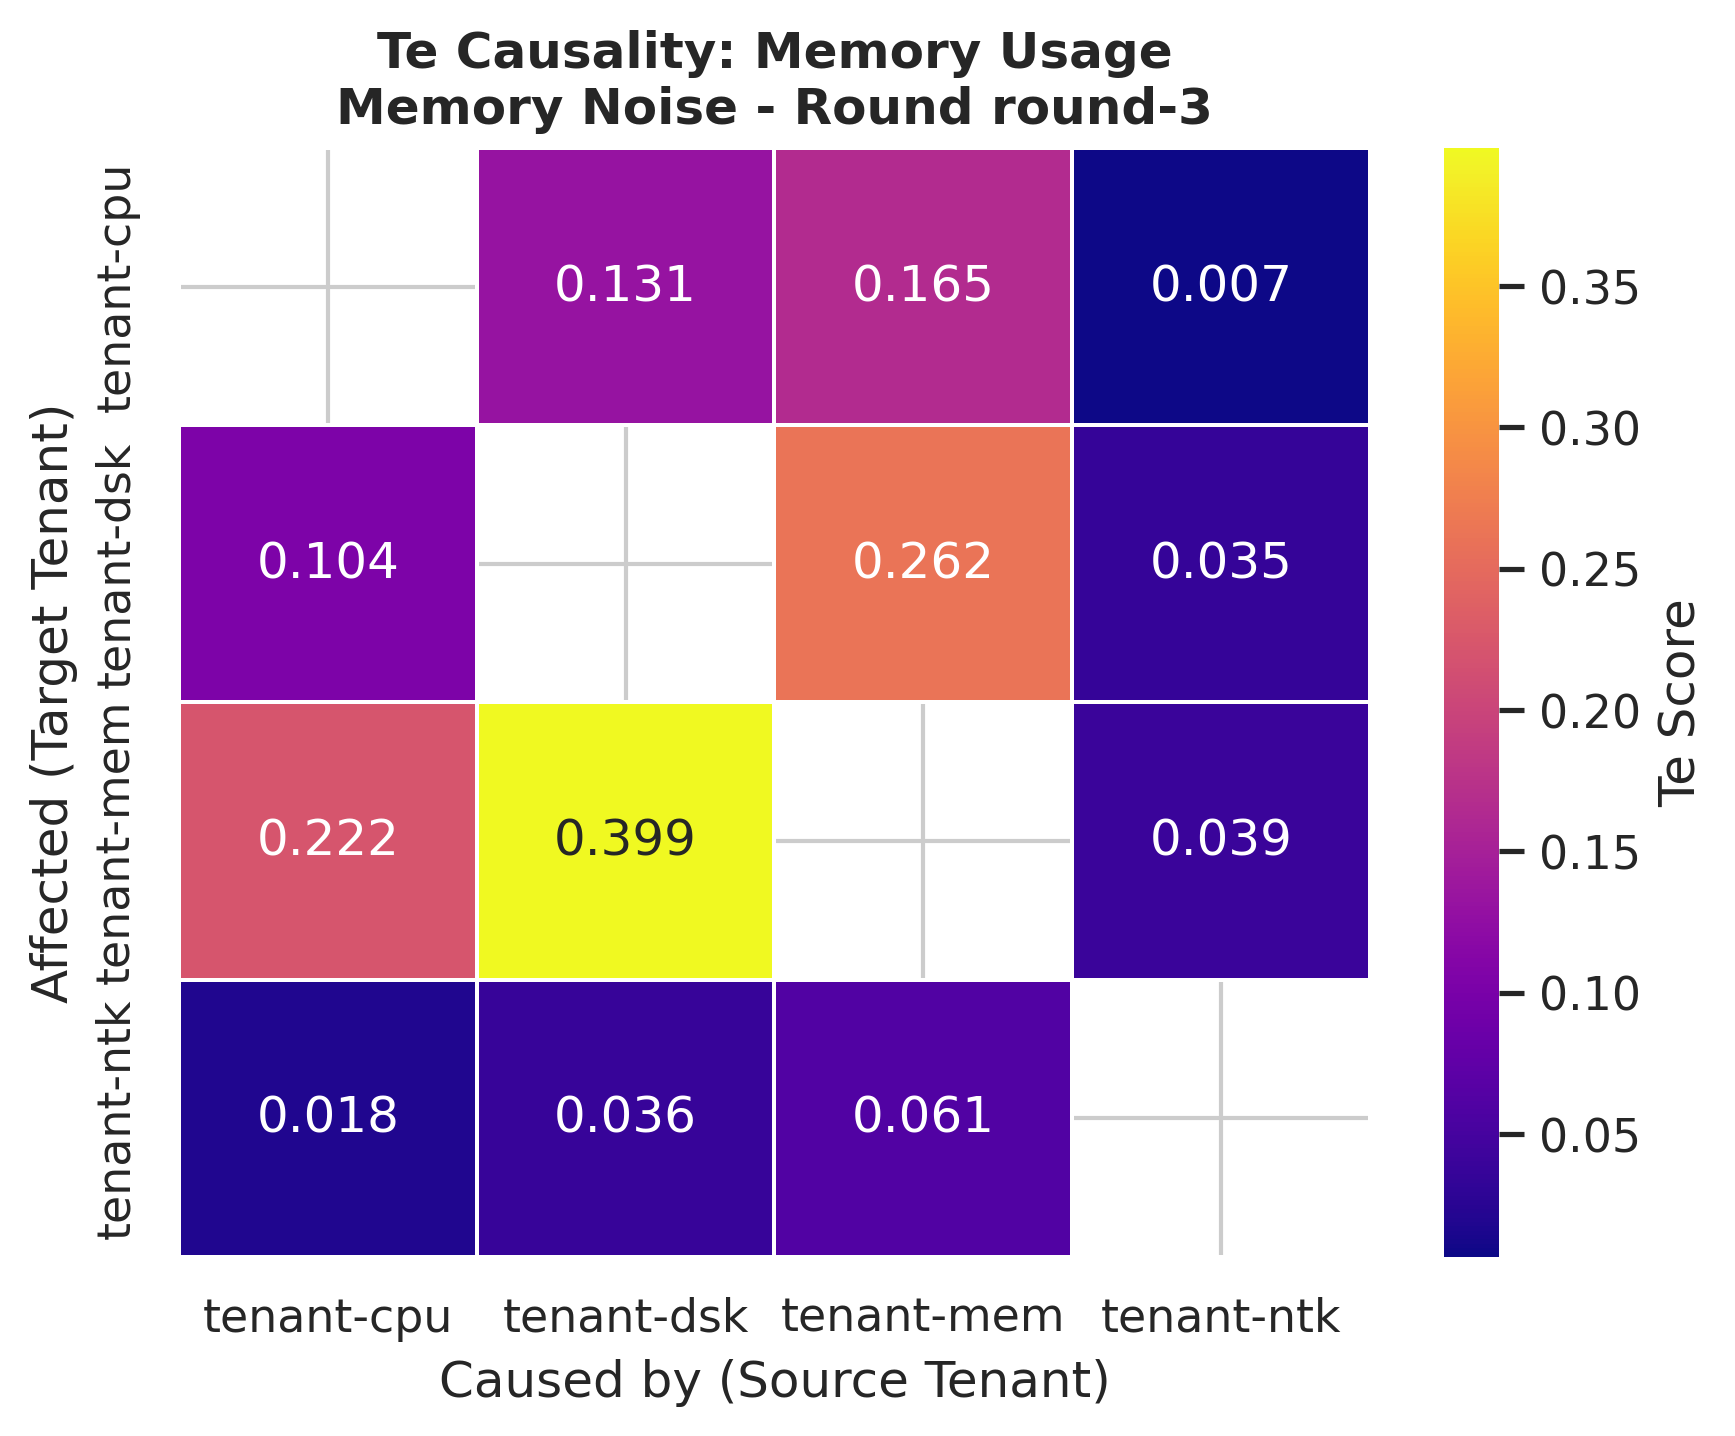 Te Causality: Memory Usage
Memory Noise - Round round-3
Affected (Target Tenant)
tenant-cpu
0.131 0.165 0.007
tenant-dsk
0.104 0.262 0.035
tenant-mem
0.222 0.399 0.039
tenant-ntk
0.018 0.036 0.061
tenant-cpu tenant-dsk tenant-mem tenant-ntk
Caused by (Source Tenant)
0.35
0.30
0.25
0.20
0.15
0.10
0.05
Te Score